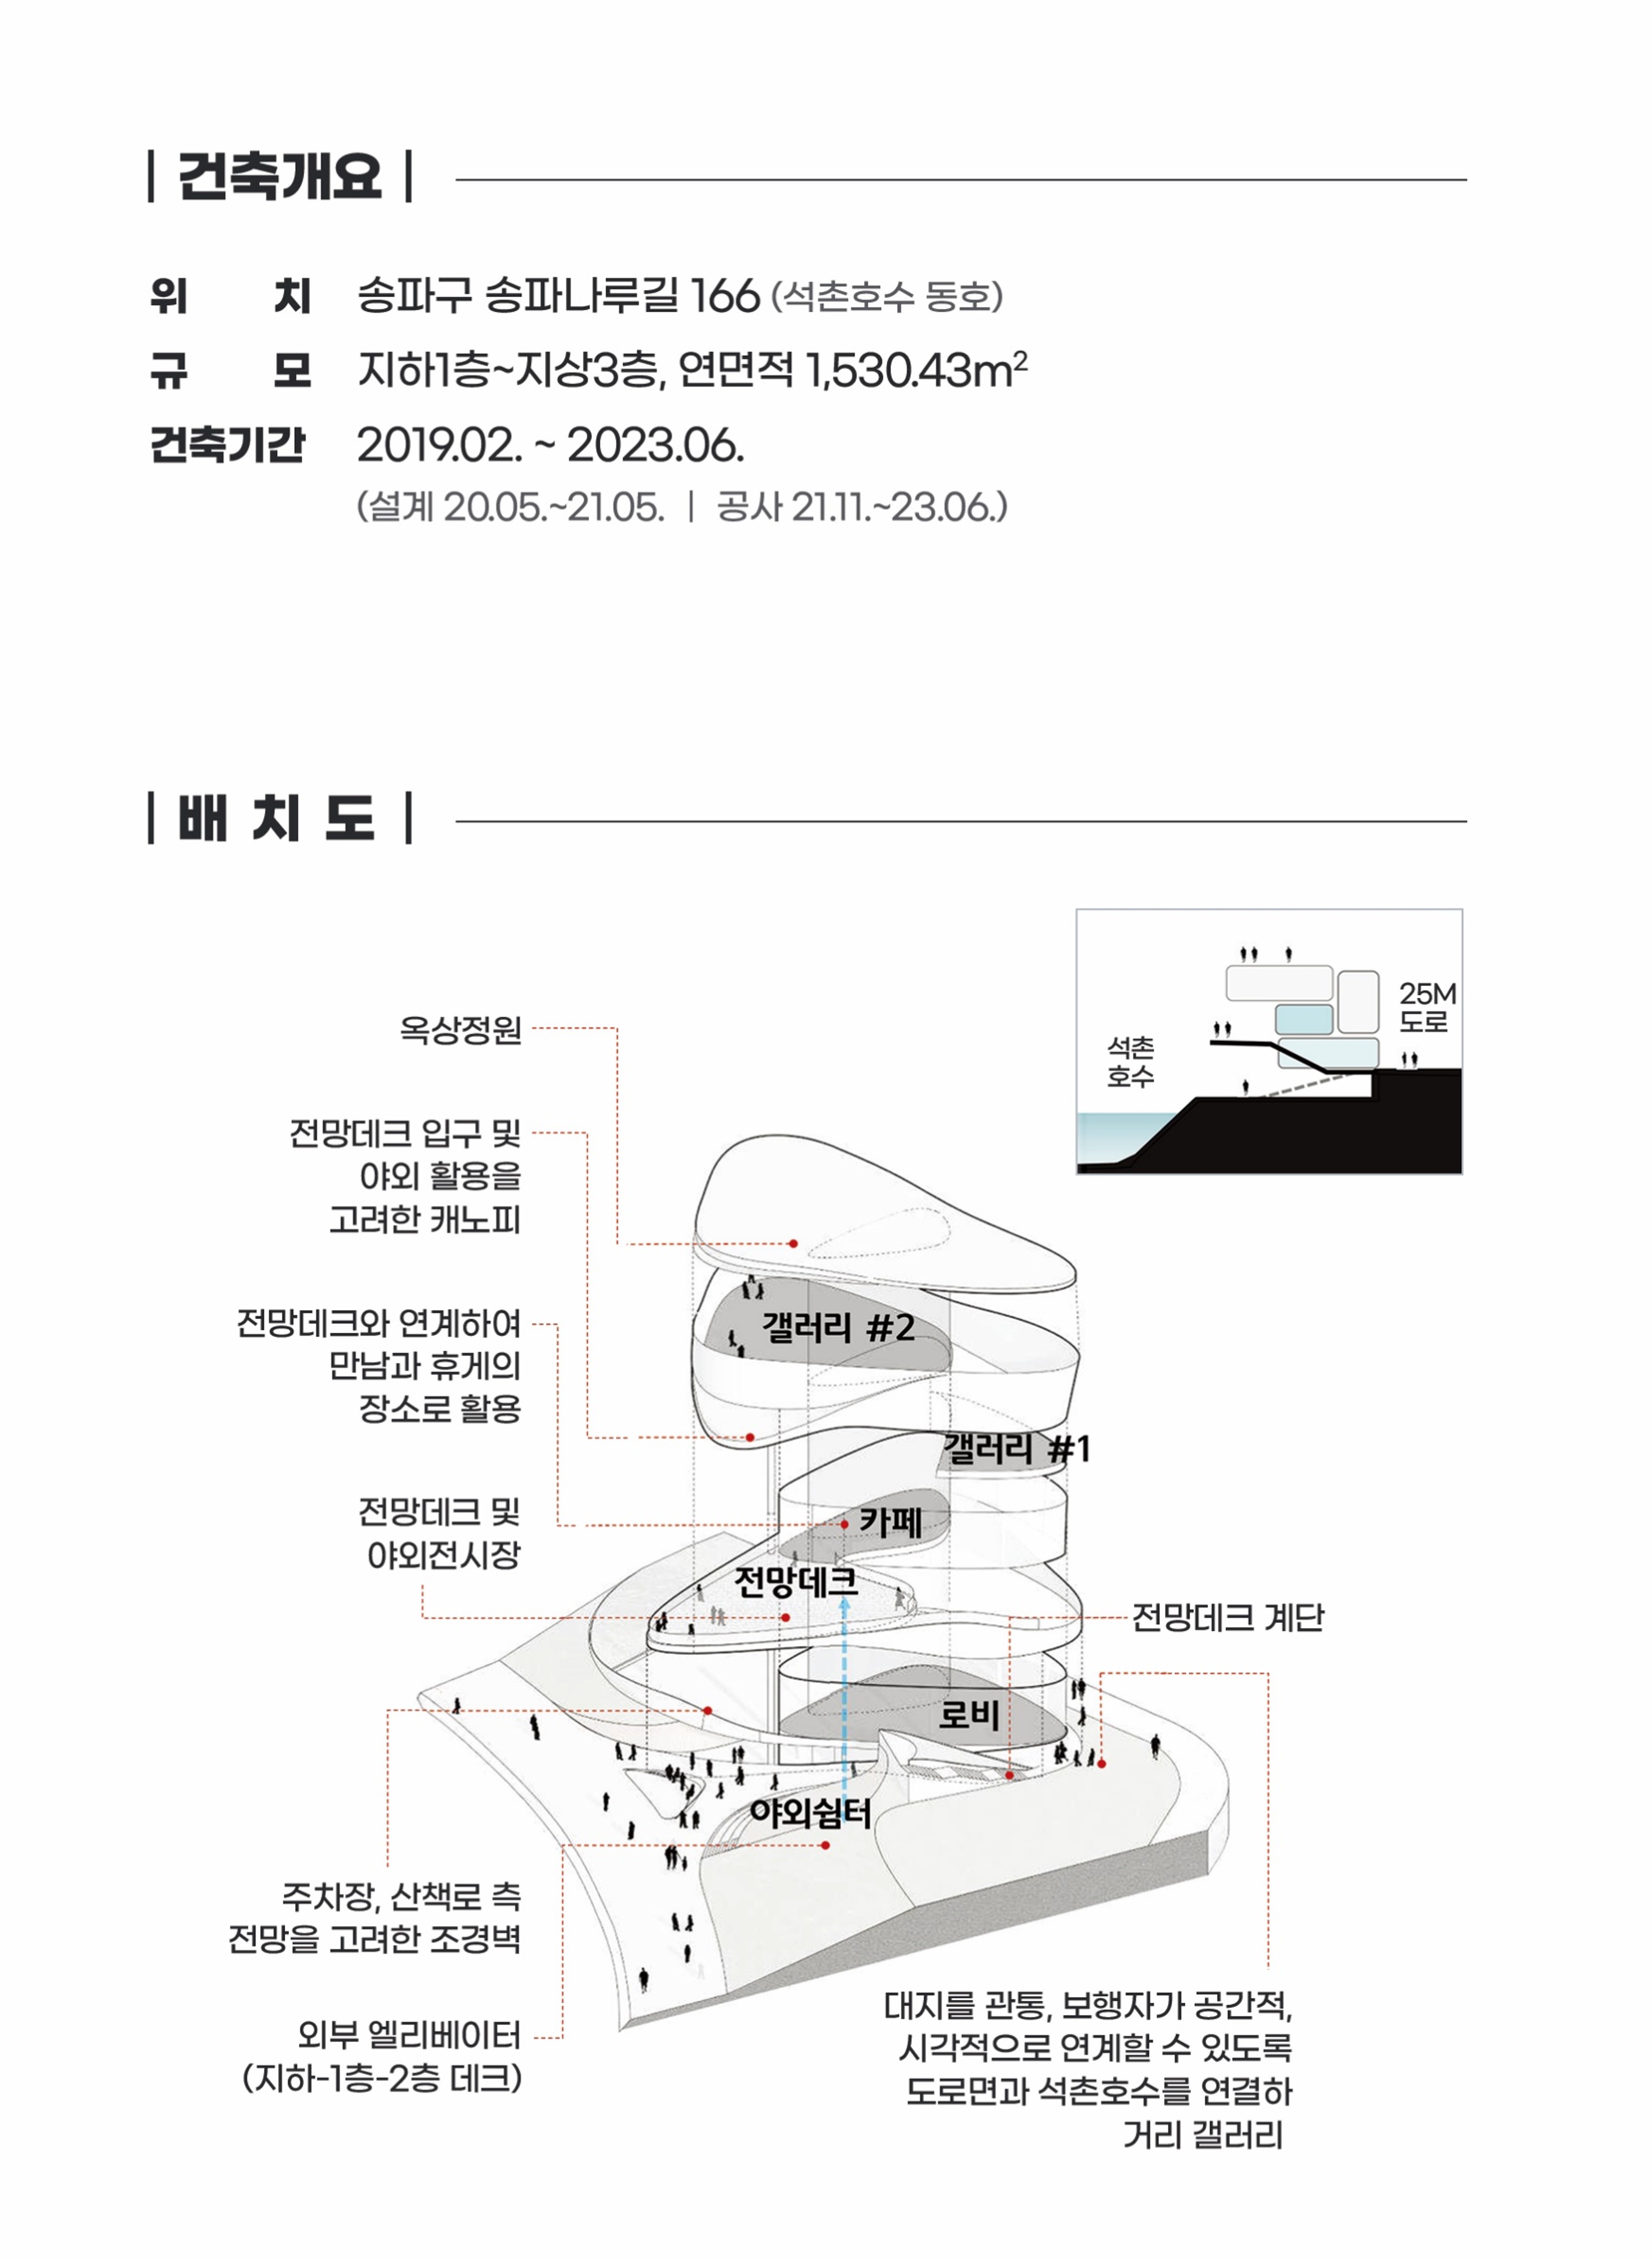 | 건축개요 |
위 치 송파구 송파나루길 166 (석촌호수 동호)
규 모 지하1층~지상3층, 연면적 1,530.43m²
건축기간 2019.02. ~ 2023.06.
(설계 20.05.~21.05. | 공사 21.11.~23.06.)
| 배 치 도 |
25M
도로
석촌
호수
옥상정원
전망데크 입구 및
야외 활용을
고려한 캐노피
전망데크와 연계하여
만남과 휴게의
장소로 활용
전망데크 및
야외전시장
갤러리 #2
갤러리 #1
카페
전망데크
전망데크 계단
로비
야외쉼터
주차장, 산책로 측
전망을 고려한 조경벽
외부 엘리베이터
(지하-1층-2층 데크)
대지를 관통, 보행자가 공간적,
시각적으로 연계할 수 있도록
도로면과 석촌호수를 연결하
거리 갤러리